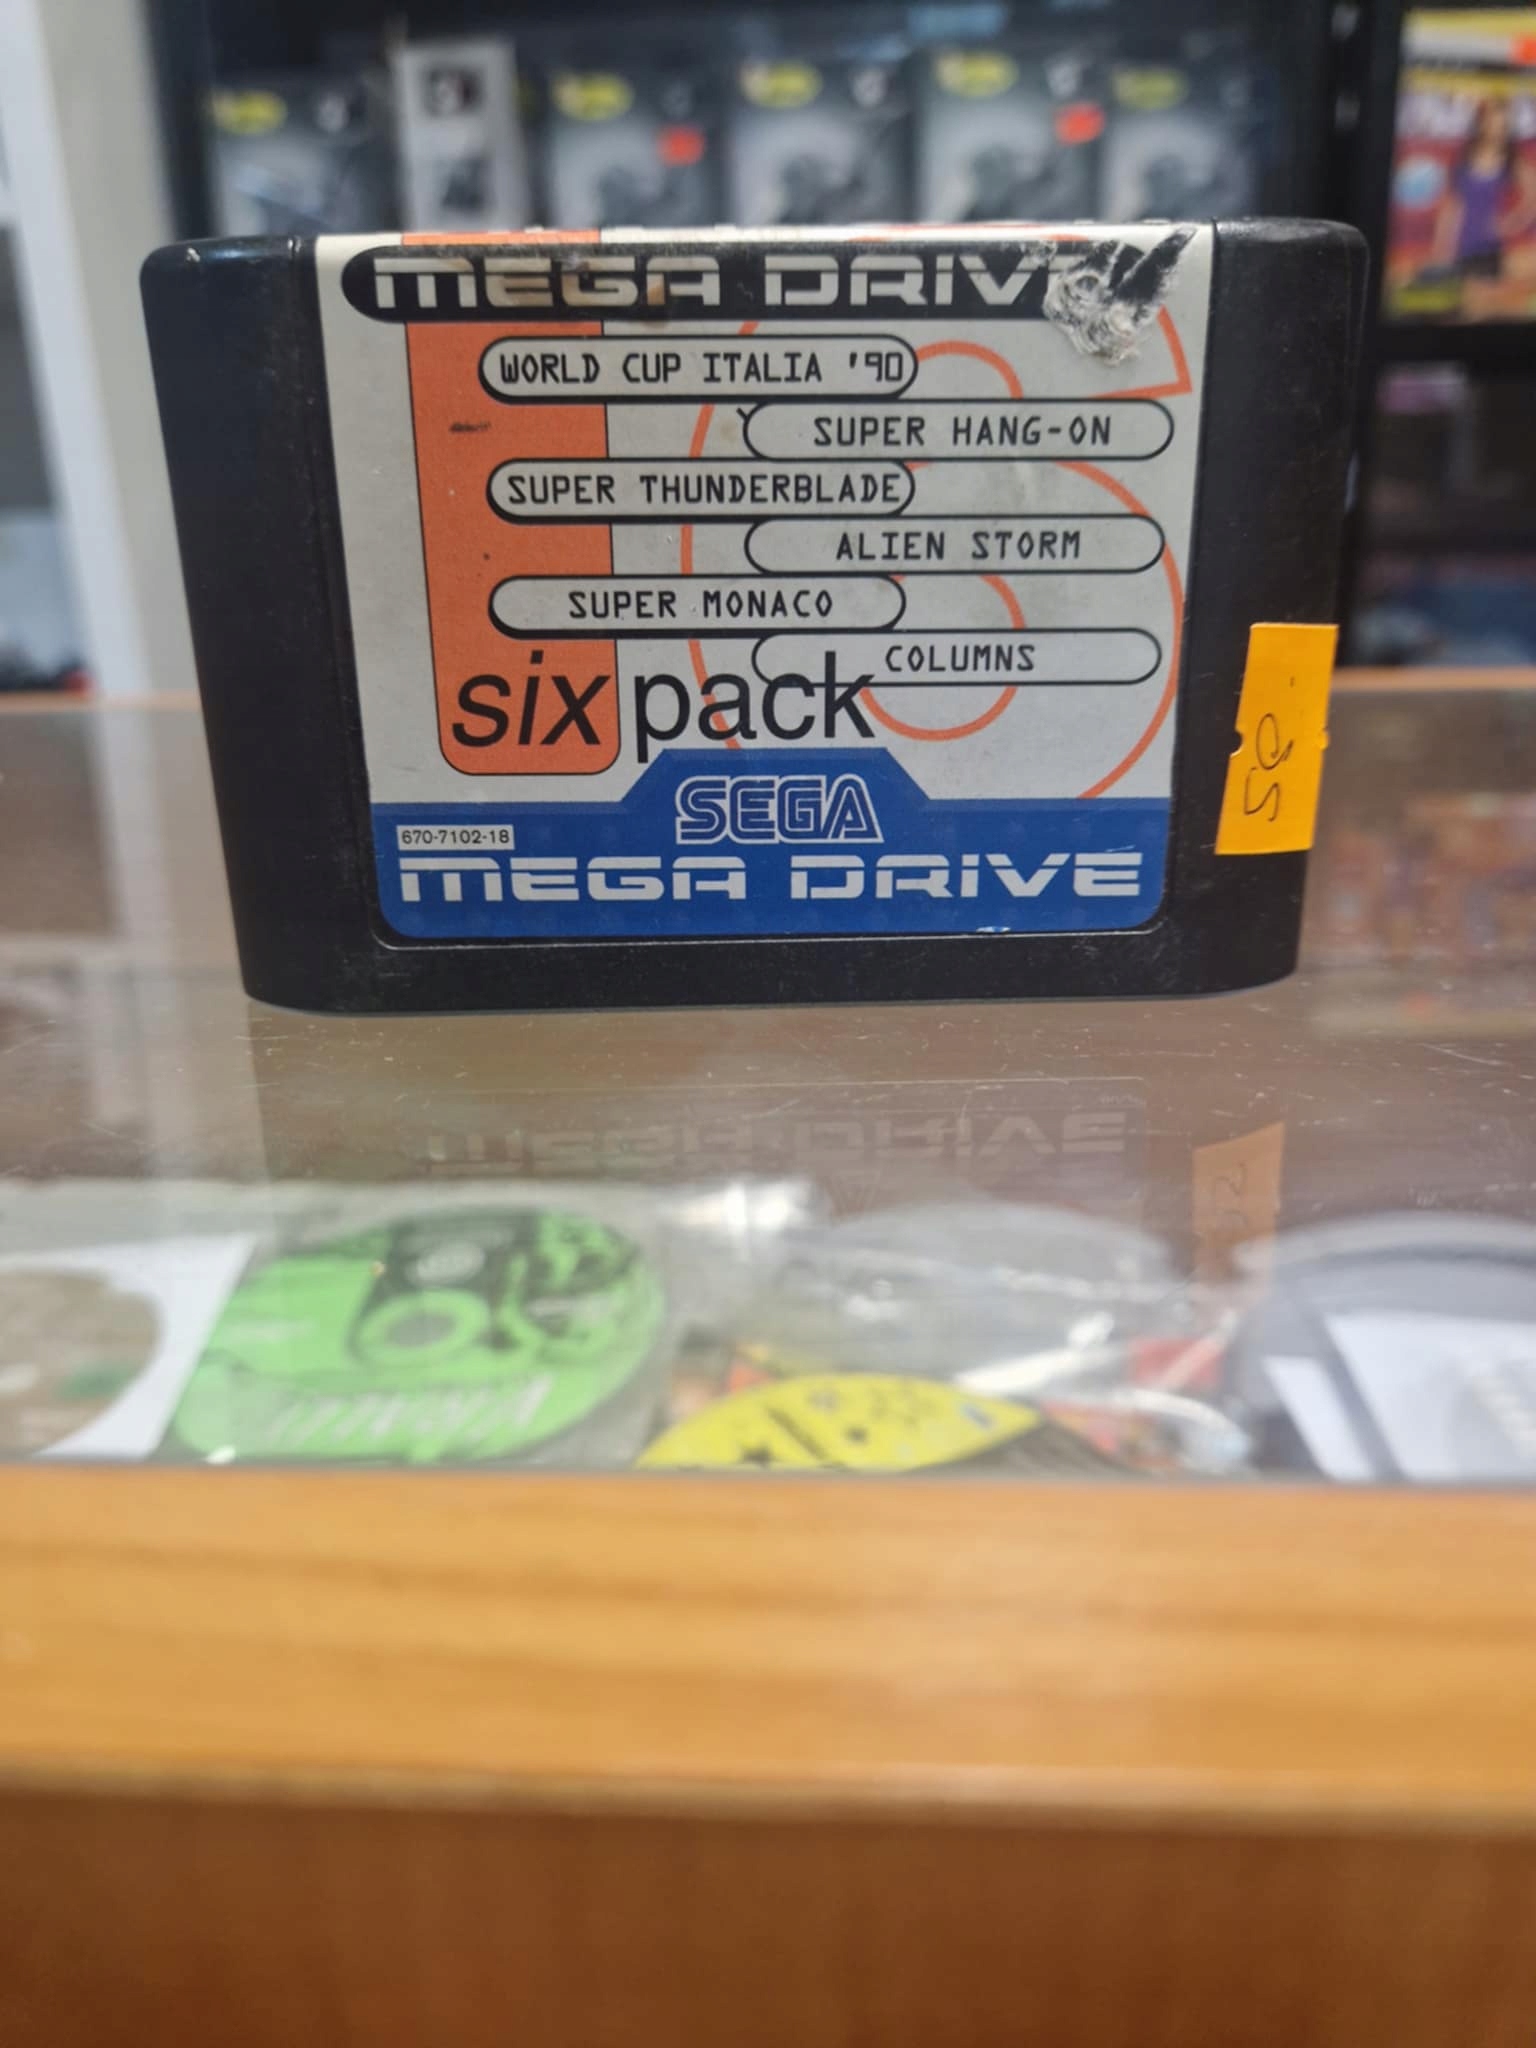 MEGA DRIVE
WORLD CUP ITALIA '90
SUPER HANG-ON
SUPER THUNDERBLADE
ALIEN STORM
SUPER MONACO
COLUMNS
six pack
SEGA
670-7102-18
MEGA DRIVE